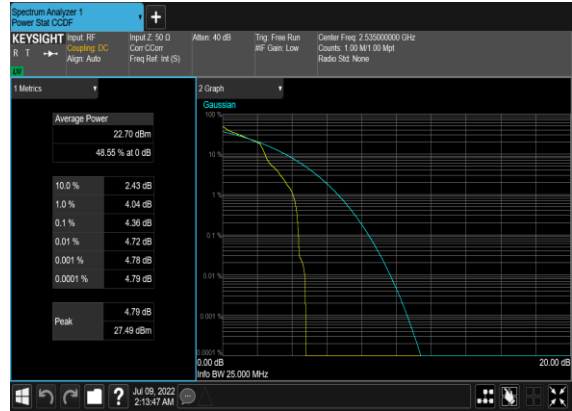 Spectrum Analyzer 1
Power Stat CCDF
KEYSIGHT
R T
LXI
Input: RF
Coupling: DC
Align: Auto
Input Z: 50 Ω
Corr CCorr
Freq Ref: Int (S)
Atten: 40 dB
Trig: Free Run
#IF Gain: Low
Center Freq: 2.535000000 GHz
Counts: 1.00 M/1.00 Mpt
Radio Std: None
1 Metrics
Average Power
22.70 dBm
48.55 % at 0 dB
10.0 % 2.43 dB
1.0 % 4.04 dB
0.1 % 4.36 dB
0.01 % 4.72 dB
0.001 % 4.78 dB
0.0001 % 4.79 dB
Peak
4.79 dB
27.49 dBm
2 Graph
Gaussian
100 %
10 %
1 %
0.1 %
0.01 %
0.001 %
0.0001 %
0.00 dB
20.00 dB
Info BW 25.000 MHz
?
Jul 09, 2022
2:13:47 AM